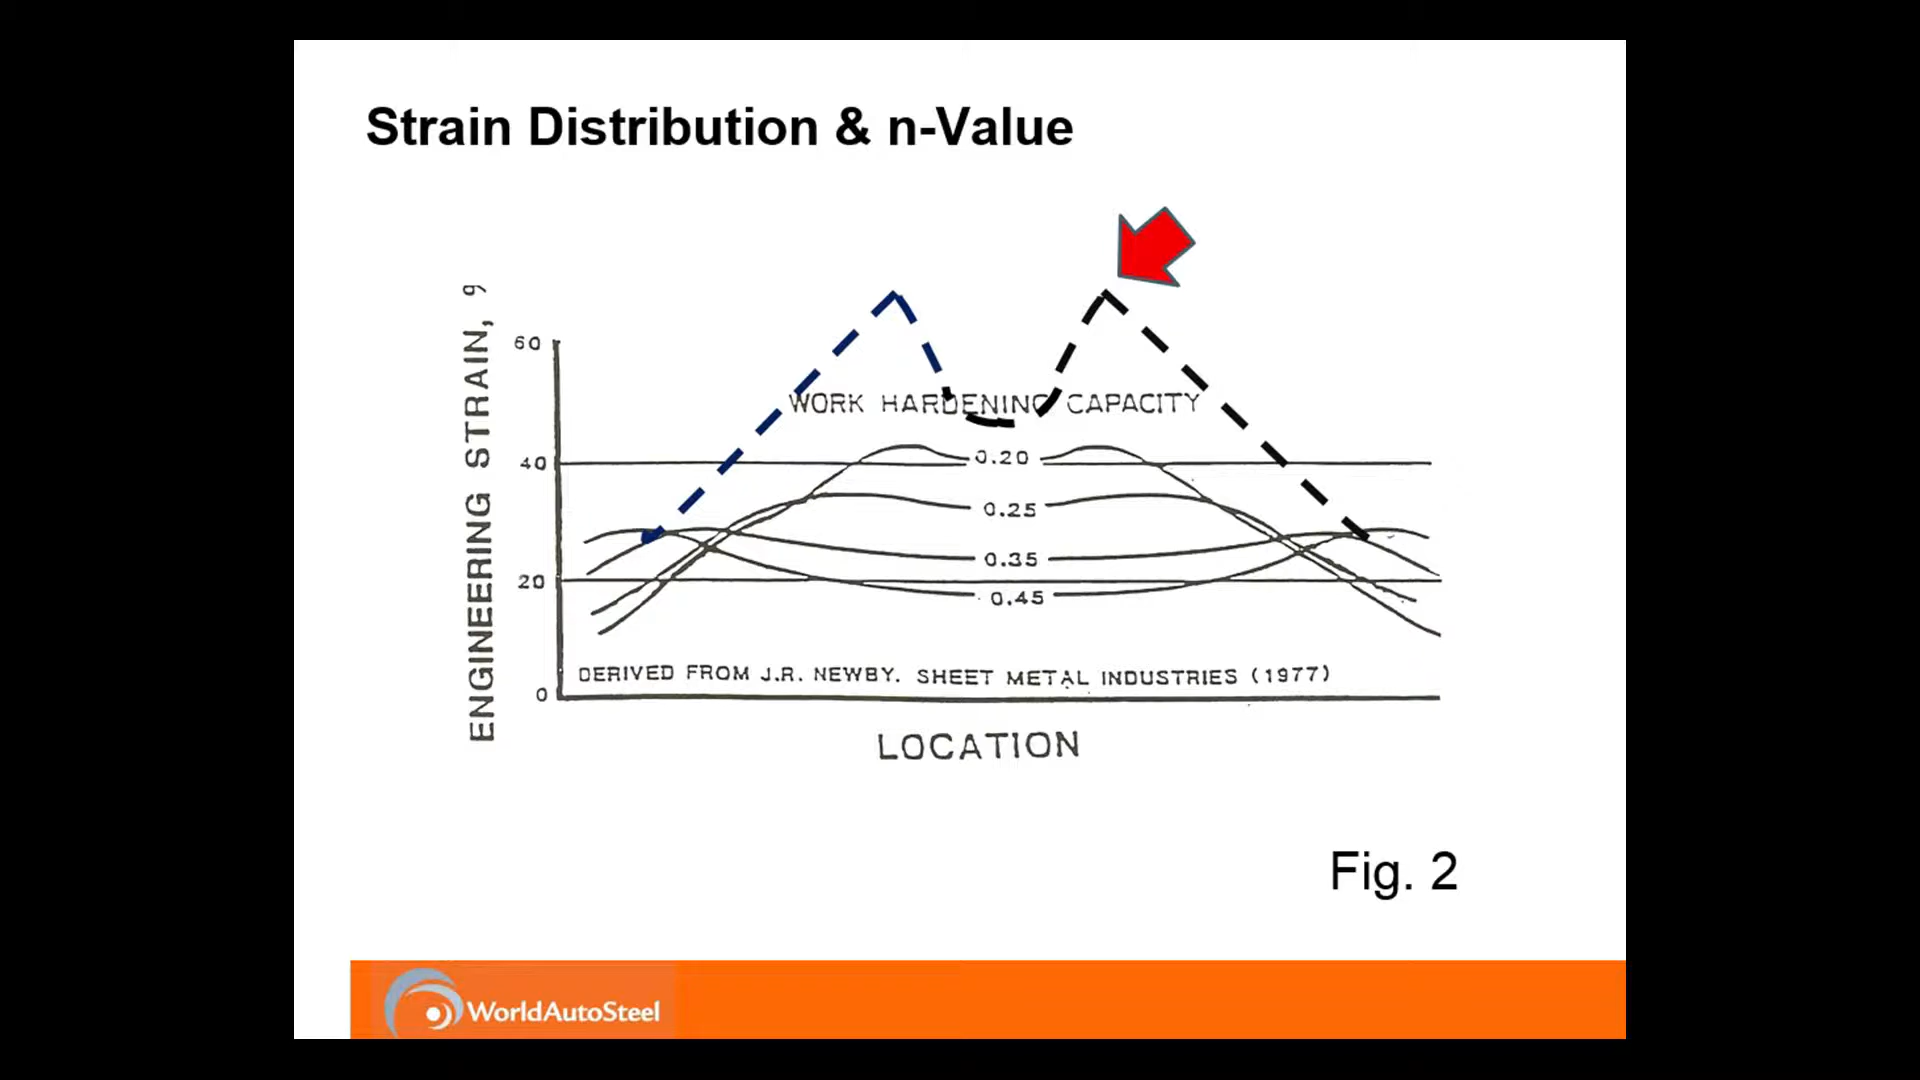 Strain Distribution & n-Value
ENGINEERING STRAIN,
60
WORK HARDENING CAPACITY
40
0.20
0.25
0.35
20
0.45
DERIVED FROM J.R. NEWBY. SHEET METAL INDUSTRIES (1977)
0
LOCATION
Fig. 2
WorldAutoSteel